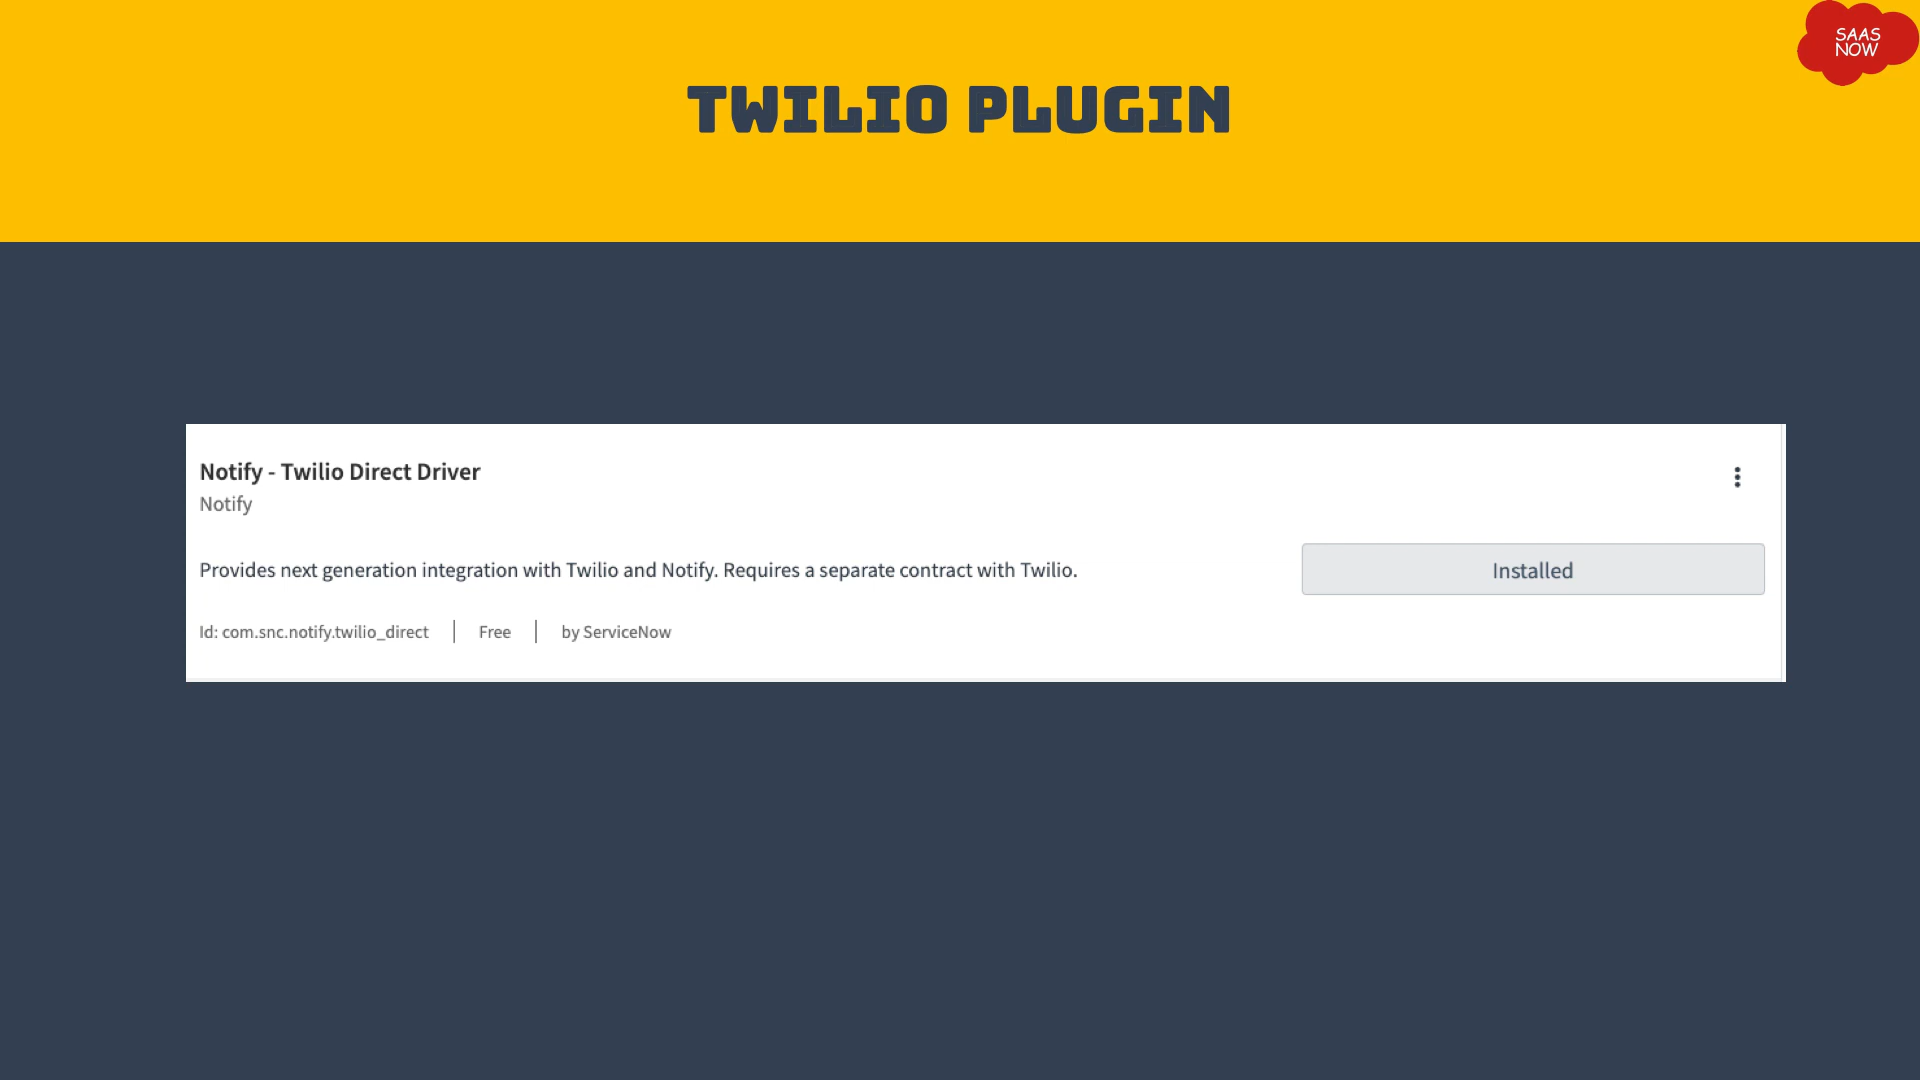 SAAS
NOW
TWILIO PLUGIN
Notify - Twilio Direct Driver
Notify
Provides next generation integration with Twilio and Notify. Requires a separate contract with Twilio.
Installed
Id: com.snc.notify.twilio_direct | Free | by ServiceNow